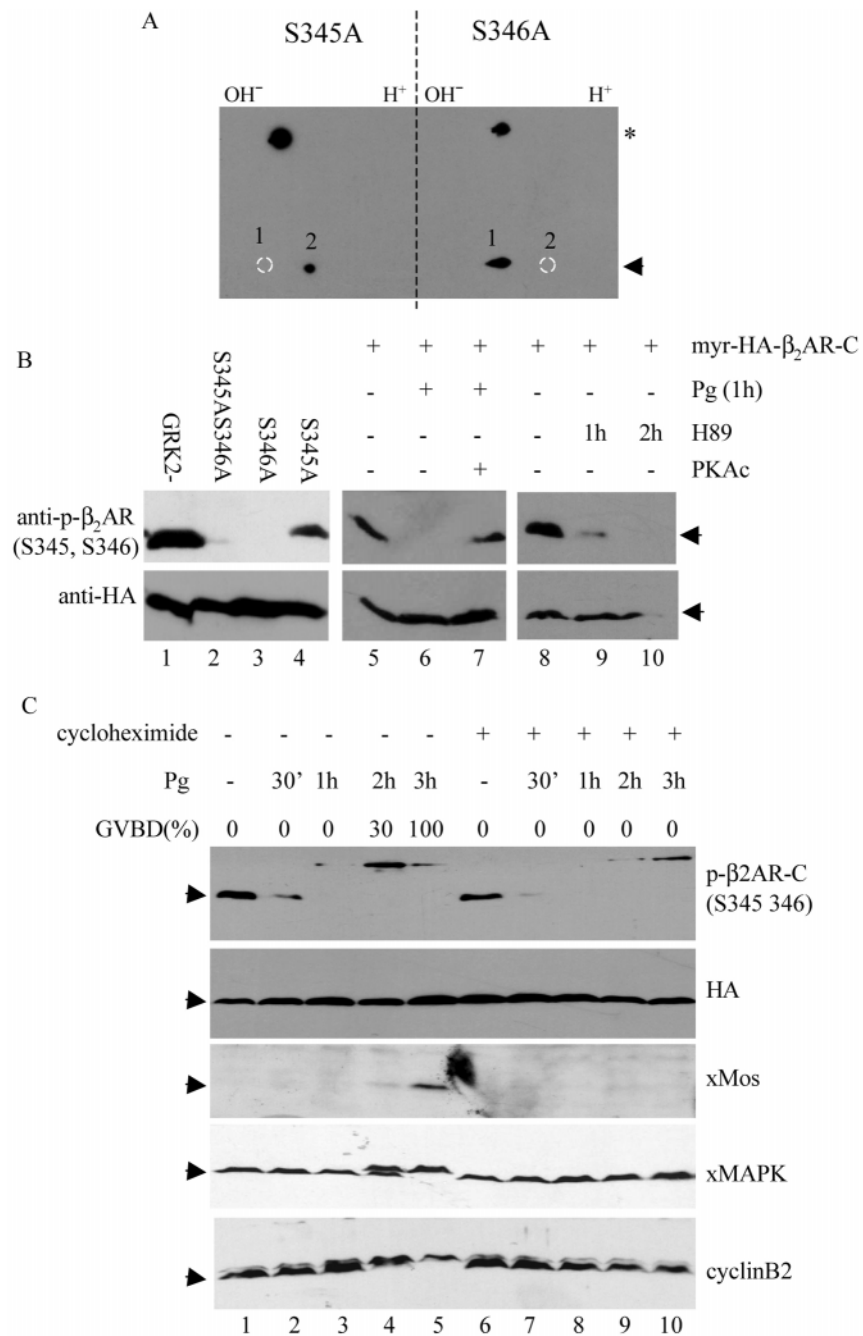 A
S345A S346A
OH⁻ H⁺ OH⁻ H⁺
*
1 2 1 2
B
+ + + + + + myr-HA-β₂AR-C
- + + - - - Pg (1h)
- - - - 1h 2h H89
- - + - - - PKAc
GRK2-
S345AS346A
S346A
S345A
anti-p-β₂AR
(S345, S346)
anti-HA
1 2 3 4 5 6 7 8 9 10
C
cycloheximide - - - - - + + + + +
Pg - 30’ 1h 2h 3h - 30’ 1h 2h 3h
GVBD(%) 0 0 0 30 100 0 0 0 0 0
p-β2AR-C
(S345 346)
HA
xMos
xMAPK
cyclinB2
1 2 3 4 5 6 7 8 9 10